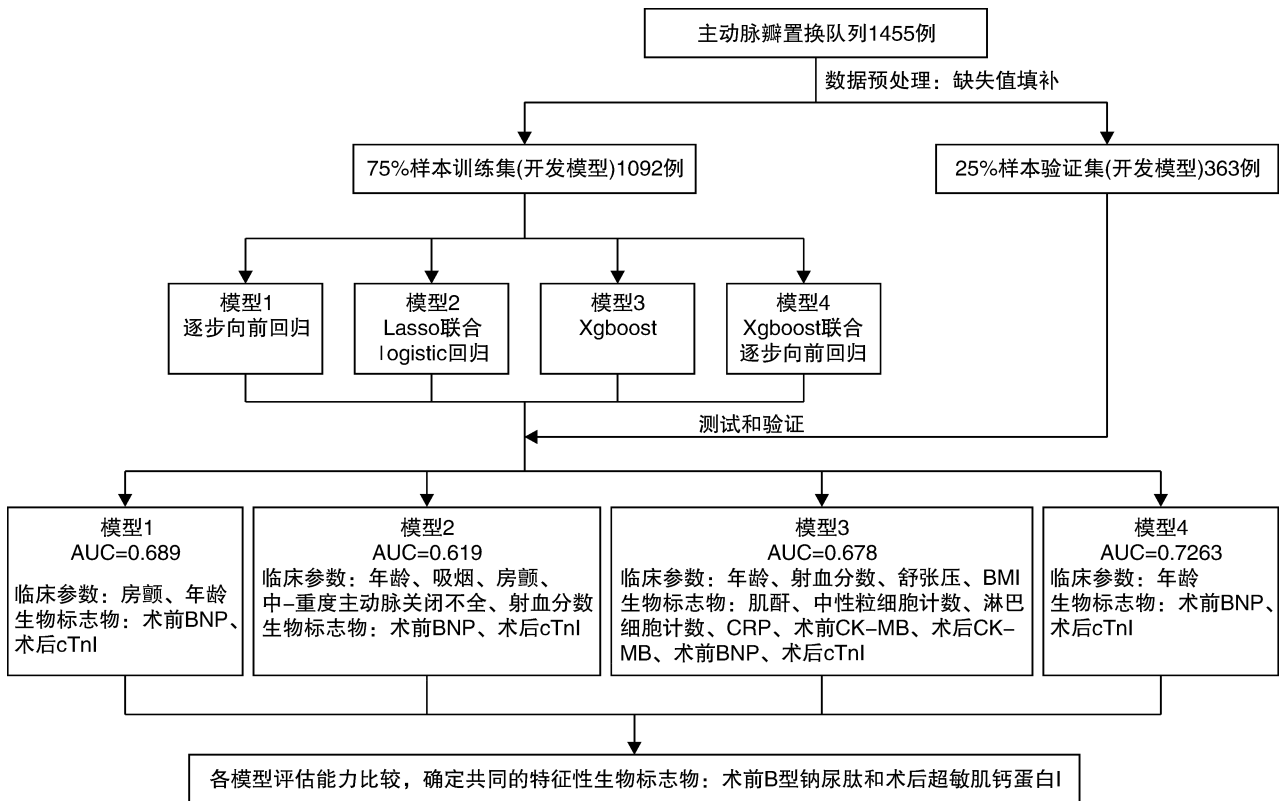 主动脉瓣置换队列1455例
数据预处理：缺失值填补
75%样本训练集(开发模型)1092例
25%样本验证集(开发模型)363例
模型1
逐步向前回归
模型2
Lasso联合
logistic回归
模型3
Xgboost
模型4
Xgboost联合
逐步向前回归
测试和验证
模型1
AUC=0.689
临床参数：房颤、年龄
生物标志物：术前BNP、
术后cTnI
模型2
AUC=0.619
临床参数：年龄、吸烟、房颤、
中-重度主动脉关闭不全、射血分数
生物标志物：术前BNP、术后cTnI
模型3
AUC=0.678
临床参数：年龄、射血分数、舒张压、BMI
生物标志物：肌酐、中性粒细胞计数、淋巴
细胞计数、CRP、术前CK-MB、术后CK-
MB、术前BNP、术后cTnI
模型4
AUC=0.7263
临床参数：年龄
生物标志物：术前BNP、
术后cTnI
各模型评估能力比较，确定共同的特征性生物标志物：术前B型钠尿肽和术后超敏肌钙蛋白I